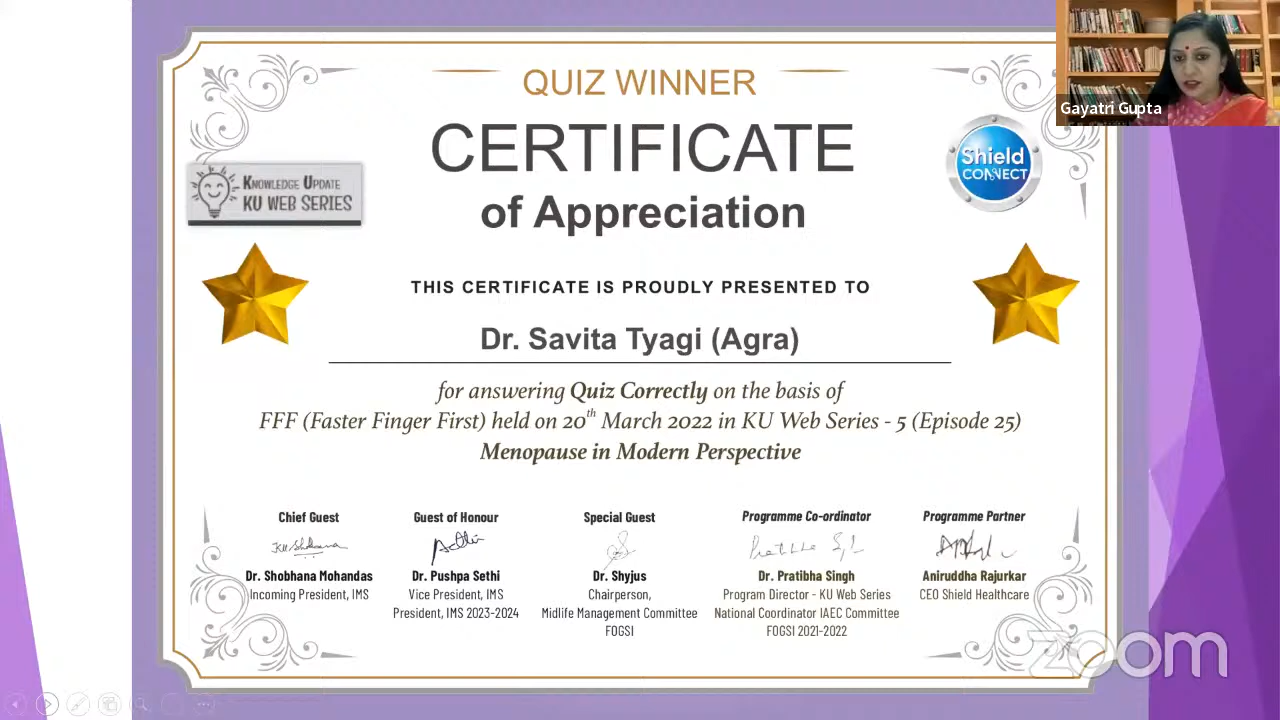 QUIZ WINNER
CERTIFICATE
of Appreciation
Gayatri Gupta
KNOWLEDGE UPDATE
KU WEB SERIES
Shield
CONNECT
THIS CERTIFICATE IS PROUDLY PRESENTED TO
Dr. Savita Tyagi (Agra)
for answering Quiz Correctly on the basis of
FFF (Faster Finger First) held on 20th March 2022 in KU Web Series - 5 (Episode 25)
Menopause in Modern Perspective
Chief Guest
Dr. Shobhana Mohandas
Incoming President, IMS
Guest of Honour
Dr. Pushpa Sethi
Vice President, IMS
President, IMS 2023-2024
Special Guest
Dr. Shyjus
Chairperson,
Midlife Management Committee
FOGSI
Programme Co-ordinator
Dr. Pratibha Singh
Program Director - KU Web Series
National Coordinator IAEC Committee
FOGSI 2021-2022
Programme Partner
Aniruddha Rajurkar
CEO Shield Healthcare
zoom